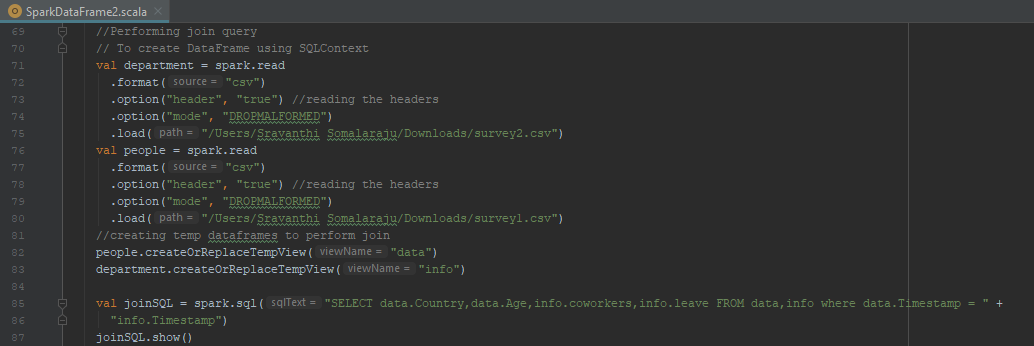 SparkDataFrame2.scala
69 //Performing join query
70 // To create DataFrame using SQLContext
71 val department = spark.read
72 .format( source = "csv")
73 .option("header", "true") //reading the headers
74 .option("mode", "DROPMALFORMED")
75 .load( path = "/Users/Sravanthi Somalaraju/Downloads/survey2.csv")
76 val people = spark.read
77 .format( source = "csv")
78 .option("header", "true") //reading the headers
79 .option("mode", "DROPMALFORMED")
80 .load( path = "/Users/Sravanthi Somalaraju/Downloads/survey1.csv")
81 //creating temp dataframes to perform join
82 people.createOrReplaceTempView( viewName = "data")
83 department.createOrReplaceTempView( viewName = "info")
84
85 val joinSQL = spark.sql( sqlText = "SELECT data.Country,data.Age,info.coworkers,info.leave FROM data,info where data.Timestamp = " +
86 "info.Timestamp")
87 joinSQL.show()